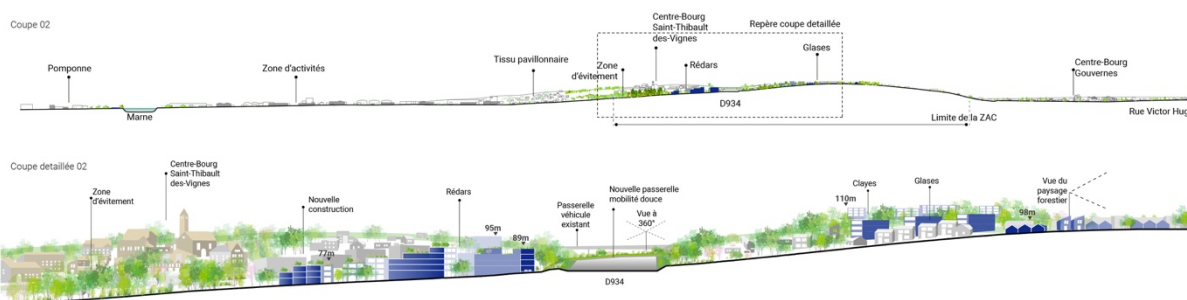 Coupe 02
Centre-Bourg
Saint-Thibault
des-Vignes
Repère coupe detaillée
Pomponne
Zone d'activités
Tissu pavillonnaire
Zone
d'évitement
Rédars
Glases
Centre-Bourg
Gouvernes
Marne
D934
Limite de la ZAC
Rue Victor Hug
Coupe detaillée 02
Centre-Bourg
Saint-Thibault
des-Vignes
Zone
d'évitement
Nouvelle
construction
Rédars
Passerelle
véhicule
existant
Nouvelle passerelle
mobilité douce
Vue à
360°
Clayes
Glases
Vue du
paysage
forestier
77m
95m
89m
110m
98m
D934